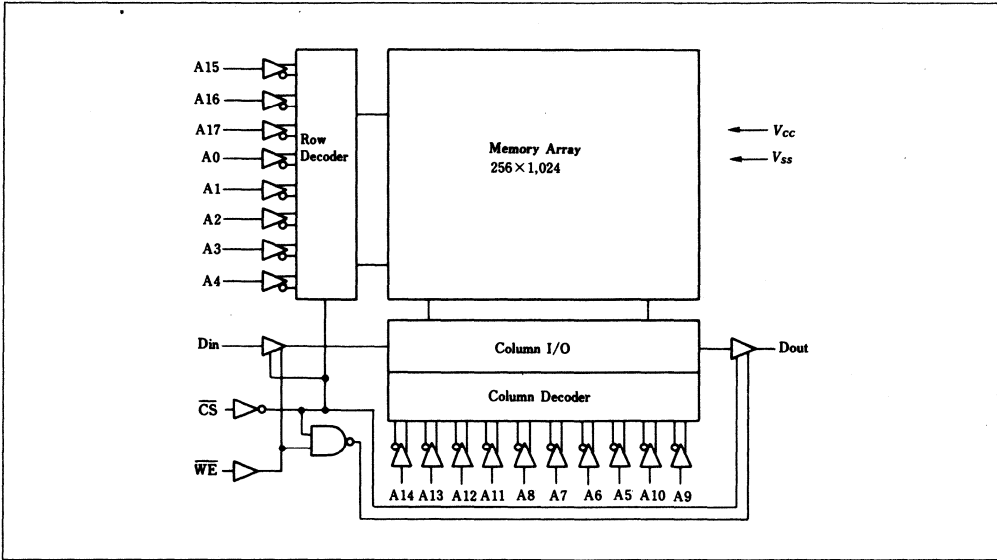 A15
A16
A17
A0
A1
A2
A3
A4
Row
Decoder
Memory Array
256×1,024
Vcc
Vss
Din
Column I/O
Dout
Column Decoder
CS
WE
A14 A13 A12 A11 A8 A7 A6 A5 A10 A9